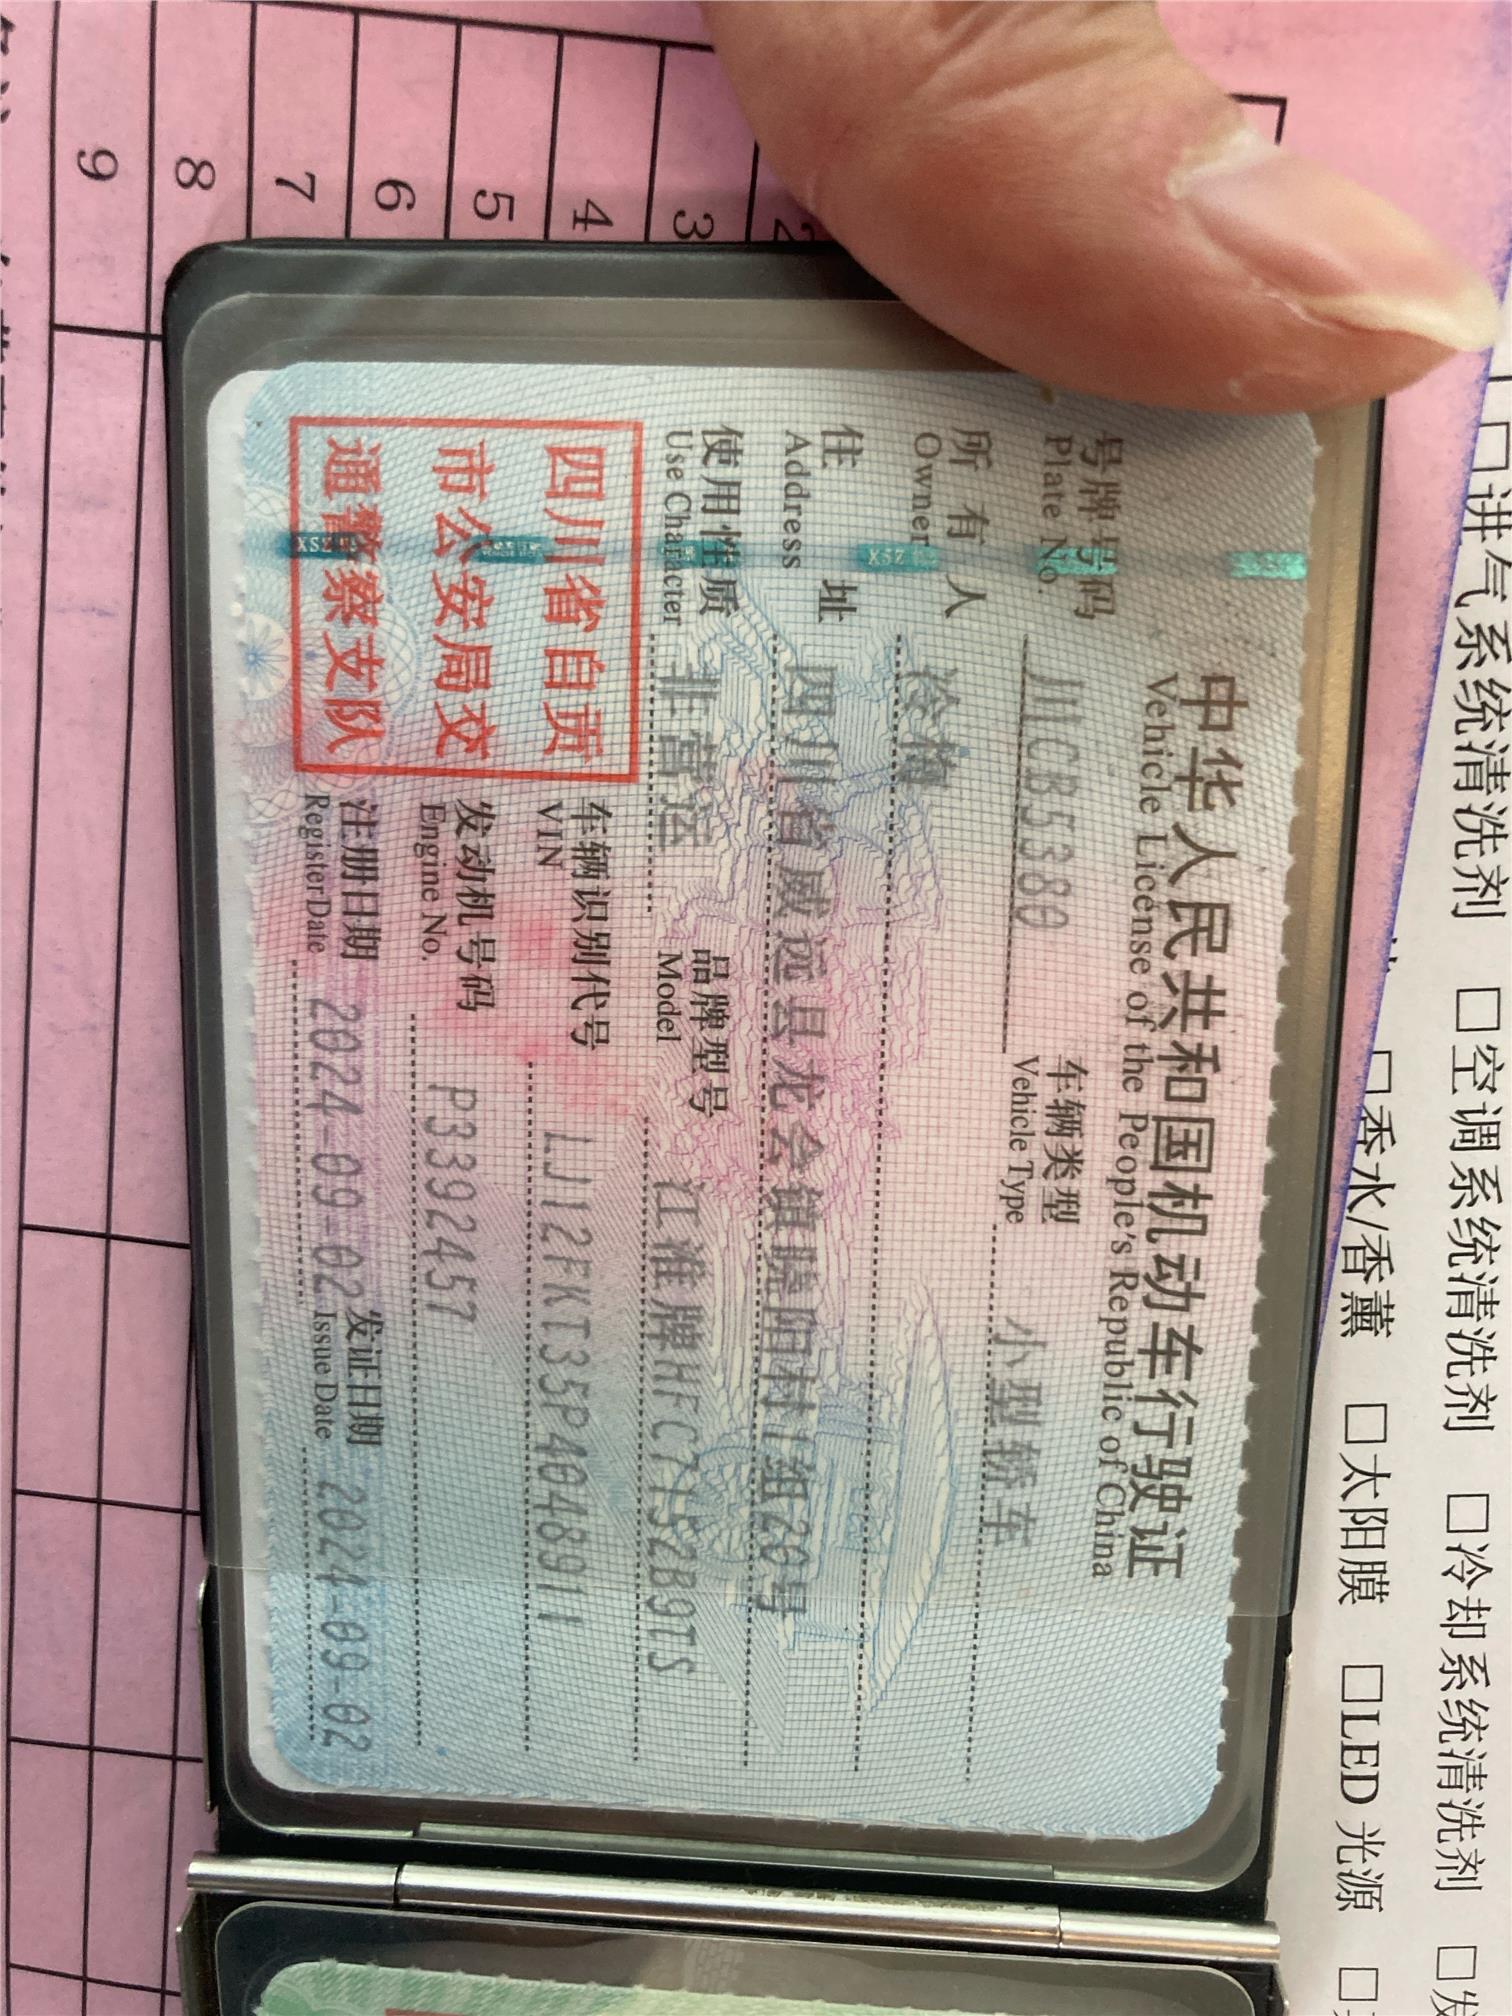 中华人民共和国机动车行驶证
Vehicle License of the People's Republic of China
号牌号码 川CB5380 车辆类型 小型轿车
Plate No. Vehicle Type
所有人 冷梅
Owner
住址 四川省威远县龙会镇晓阳村1组26号
Address
使用性质 非营运 品牌型号 江淮牌HFC7152B9TS
Use Character Model
四川省自贡
市公安局交
通警察支队
车辆识别代号 LJ12FKT35P4048911
VIN
发动机号码 P3392457
Engine No.
注册日期 2024-09-02 发证日期 2024-09-02
Register Date Issue Date
2
3
4
5
6
7
8
9
□进气系统清洗剂 □空调系统清洗剂 □冷却系统清洗剂 □发
□香水/香薰 □太阳膜 □LED 光源 □